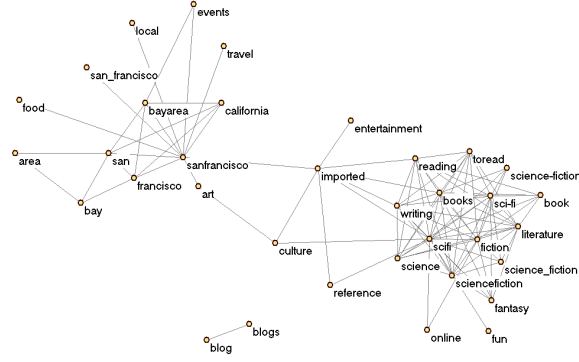 events
local
travel
san_francisco
food
bayarea
california
entertainment
area
san
sanfrancisco
imported
reading
toread
science-fiction
francisco
art
books
sci-fi
book
bay
writing
literature
culture
scifi
fiction
science
science_fiction
sciencefiction
reference
fantasy
blogs
online
fun
blog